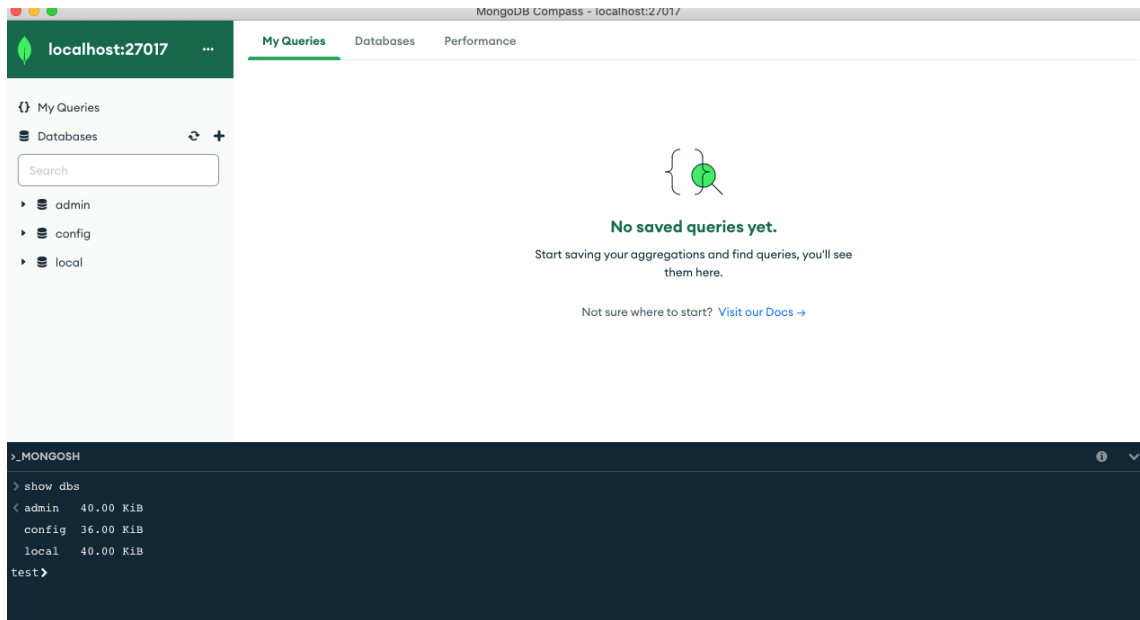 MongoDB Compass - localhost:27017
localhost:27017 ...
My Queries Databases Performance
{} My Queries
Databases
Search
admin
config
local
{ }
No saved queries yet.
Start saving your aggregations and find queries, you'll see
them here.
Not sure where to start? Visit our Docs →
>_MONGOSH
> show dbs
< admin 40.00 KiB
config 36.00 KiB
local 40.00 KiB
test>